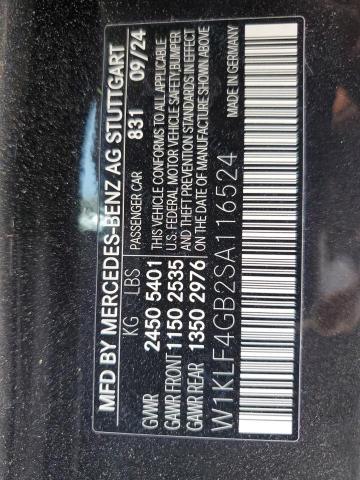 MFD BY MERCEDES-BENZ AG STUTTGART
KG LBS PASSENGER CAR 831 09/24
GVWR 2450 5401 THIS VEHICLE CONFORMS TO ALL APPLICABLE
GAWR FRONT 1150 2535 U.S. FEDERAL MOTOR VEHICLE SAFETY,BUMPER
GAWR REAR 1350 2976 AND THEFT PREVENTION STANDARDS IN EFFECT
ON THE DATE OF MANUFACTURE SHOWN ABOVE
W1KLF4GB2SA116524 MADE IN GERMANY